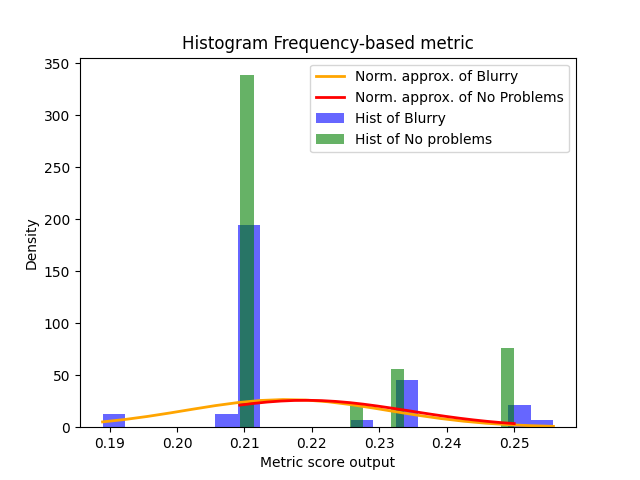 Histogram Frequency-based metric
Norm. approx. of Blurry
Norm. approx. of No Problems
Hist of Blurry
Hist of No problems
Density
350
300
250
200
150
100
50
0
0.19 0.20 0.21 0.22 0.23 0.24 0.25
Metric score output